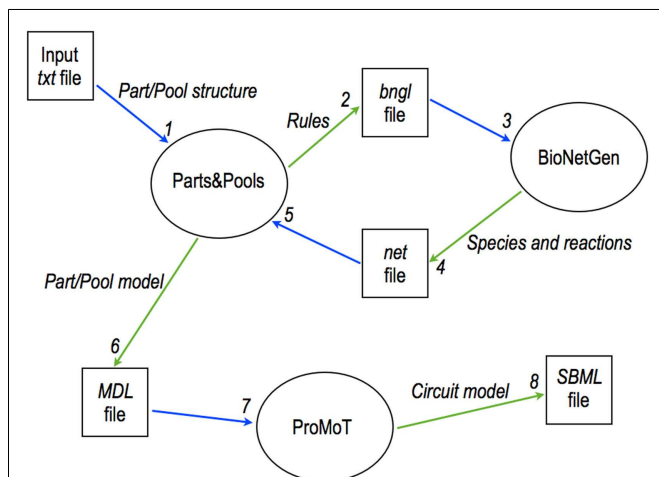 Input
txt file
Part/Pool structure
1
Parts&Pools
Rules
2
bngl
file
3
BioNetGen
Species and reactions
4
net
file
5
Part/Pool model
6
MDL
file
7
ProMoT
Circuit model
8
SBML
file